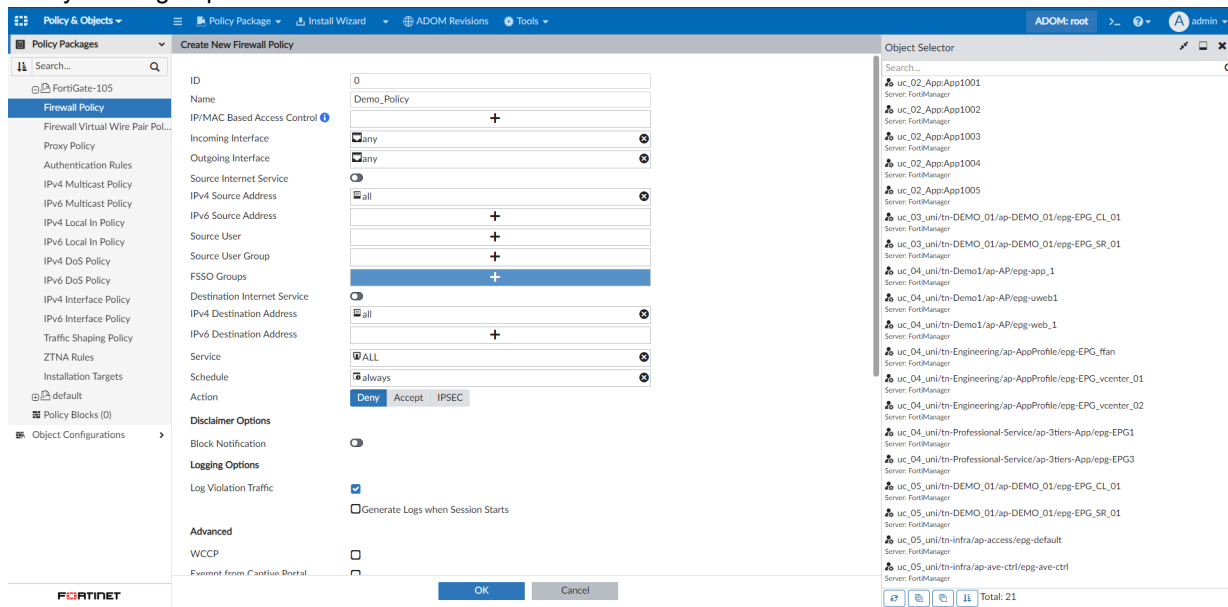 Policy & Objects
Policy Package
Install Wizard
ADOM Revisions
Tools
ADOM: root
>_
A
admin
Policy Packages
Create New Firewall Policy
Object Selector
Search...
FortiGate-105
Firewall Policy
Firewall Virtual Wire Pair Pol...
Proxy Policy
Authentication Rules
IPv4 Multicast Policy
IPv6 Multicast Policy
IPv4 Local In Policy
IPv6 Local In Policy
IPv4 DoS Policy
IPv6 DoS Policy
IPv4 Interface Policy
IPv6 Interface Policy
Traffic Shaping Policy
ZTNA Rules
Installation Targets
default
Policy Blocks (0)
Object Configurations
FORTINET
ID 0
Name Demo_Policy
IP/MAC Based Access Control
Incoming Interface any
Outgoing Interface any
Source Internet Service
IPv4 Source Address all
IPv6 Source Address
Source User
Source User Group
FSSO Groups
Destination Internet Service
IPv4 Destination Address all
IPv6 Destination Address
Service ALL
Schedule always
Action Deny Accept IPSEC
Disclaimer Options
Block Notification
Logging Options
Log Violation Traffic
Generate Logs when Session Starts
Advanced
WCCP
Exempt from Captive Portal
OK Cancel
Search...
uc_02_App:App1001
Server: FortiManager
uc_02_App:App1002
Server: FortiManager
uc_02_App:App1003
Server: FortiManager
uc_02_App:App1004
Server: FortiManager
uc_02_App:App1005
Server: FortiManager
uc_03_uni/tn-DEMO_01/ap-DEMO_01/epg-EPG_CL_01
Server: FortiManager
uc_03_uni/tn-DEMO_01/ap-DEMO_01/epg-EPG_SR_01
Server: FortiManager
uc_04_uni/tn-Demo1/ap-AP/epg-app_1
Server: FortiManager
uc_04_uni/tn-Demo1/ap-AP/epg-uweb1
Server: FortiManager
uc_04_uni/tn-Demo1/ap-AP/epg-web_1
Server: FortiManager
uc_04_uni/tn-Engineering/ap-AppProfile/epg-EPG_ffan
Server: FortiManager
uc_04_uni/tn-Engineering/ap-AppProfile/epg-EPG_vcenter_01
Server: FortiManager
uc_04_uni/tn-Engineering/ap-AppProfile/epg-EPG_vcenter_02
Server: FortiManager
uc_04_uni/tn-Professional-Service/ap-3tiers-App/epg-EPG1
Server: FortiManager
uc_04_uni/tn-Professional-Service/ap-3tiers-App/epg-EPG3
Server: FortiManager
uc_05_uni/tn-DEMO_01/ap-DEMO_01/epg-EPG_CL_01
Server: FortiManager
uc_05_uni/tn-DEMO_01/ap-DEMO_01/epg-EPG_SR_01
Server: FortiManager
uc_05_uni/tn-infra/ap-access/epg-default
Server: FortiManager
uc_05_uni/tn-infra/ap-ave-ctrl/epg-ave-ctrl
Server: FortiManager
Total: 21